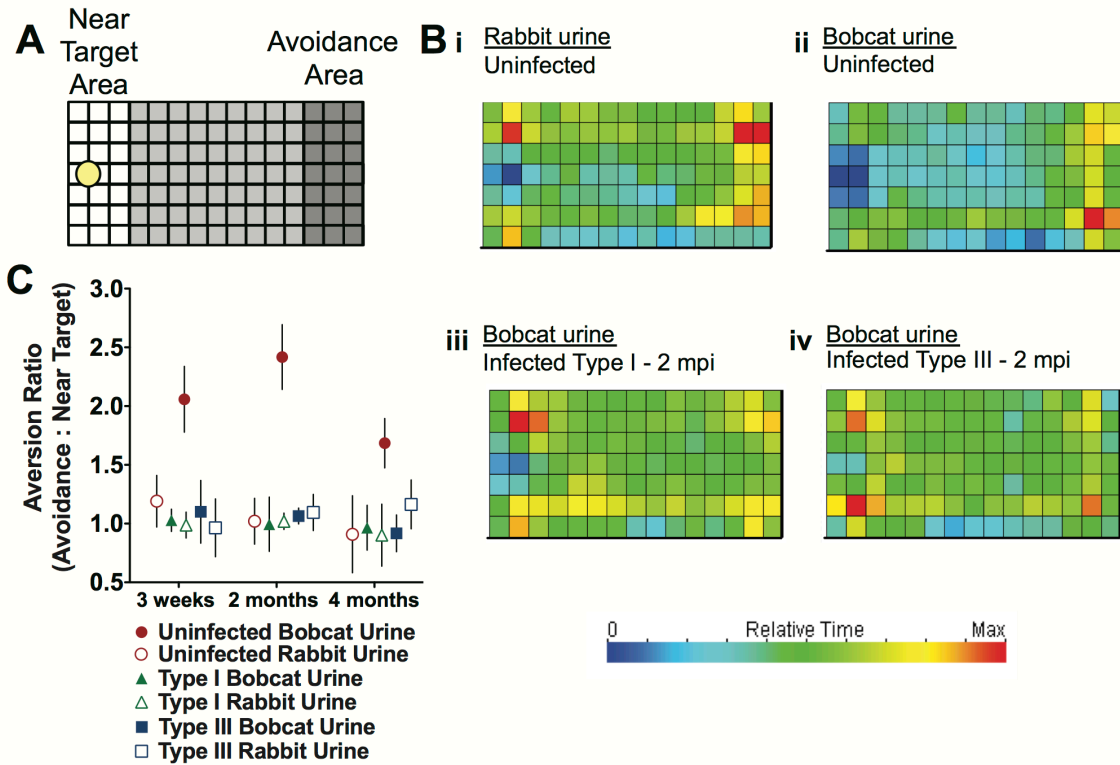 A
Near
Target
Area
Avoidance
Area
B
i
Rabbit urine
Uninfected
ii
Bobcat urine
Uninfected
iii
Bobcat urine
Infected Type I - 2 mpi
iv
Bobcat urine
Infected Type III - 2 mpi
0
Relative Time
Max
C
Aversion Ratio
(Avoidance : Near Target)
3.0
2.5
2.0
1.5
1.0
0.5
3 weeks
2 months
4 months
Uninfected Bobcat Urine
Uninfected Rabbit Urine
Type I Bobcat Urine
Type I Rabbit Urine
Type III Bobcat Urine
Type III Rabbit Urine